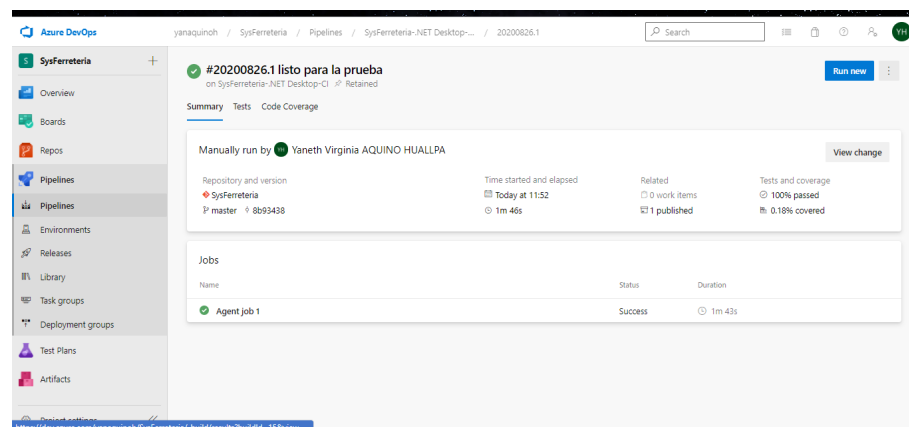 Azure DevOps
yanaquinoh / SysFerreteria / Pipelines / SysFerreteria-.NET Desktop-... / 20200826.1
Search
YH
S SysFerreteria
#20200826.1 listo para la prueba
on SysFerreteria-.NET Desktop-CI Retained
Run new
Overview
Boards
Repos
Pipelines
Pipelines
Environments
Releases
Library
Task groups
Deployment groups
Test Plans
Artifacts
Project settings
Summary Tests Code Coverage
Manually run by YH Yaneth Virginia AQUINO HUALLPA
View change
Repository and version Time started and elapsed Related Tests and coverage
SysFerreteria Today at 11:52 0 work items 100% passed
master 8b93438 1m 46s 1 published 0.18% covered
Jobs
Name Status Duration
Agent job 1 Success 1m 43s